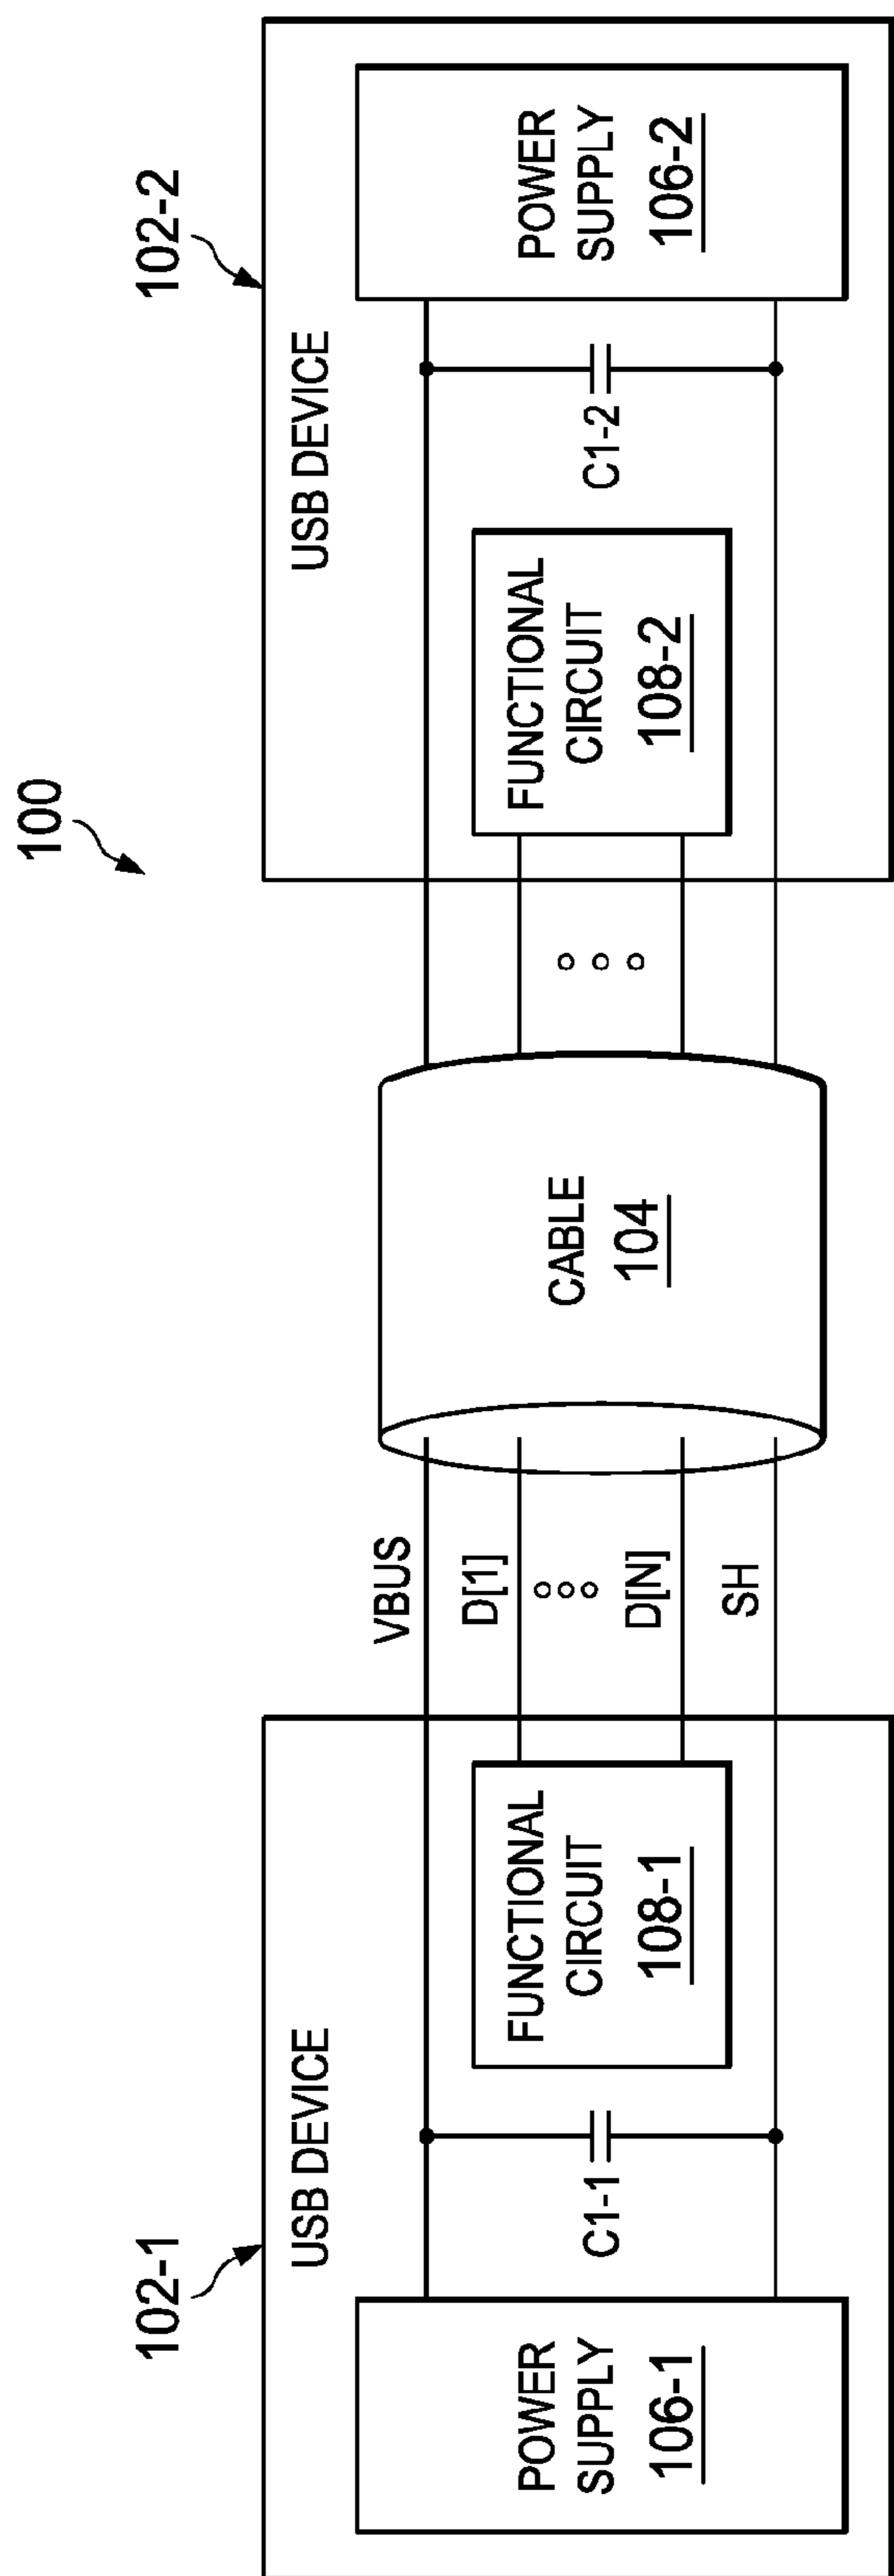 100
102-1
102-2
USB DEVICE
POWER
SUPPLY
106-1
C1-1
FUNCTIONAL
CIRCUIT
108-1
VBUS
D[1]
D[N]
SH
CABLE
104
USB DEVICE
FUNCTIONAL
CIRCUIT
108-2
C1-2
POWER
SUPPLY
106-2